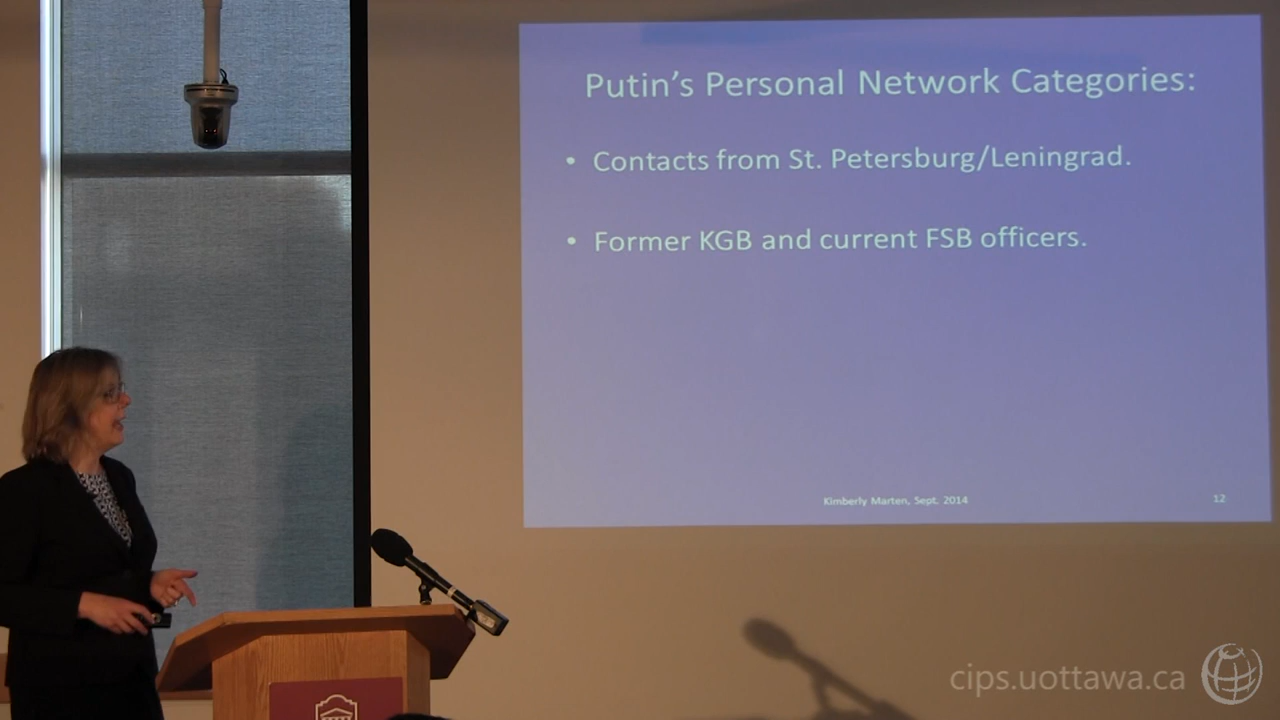 Putin’s Personal Network Categories:
• Contacts from St. Petersburg/Leningrad.
• Former KGB and current FSB officers.
Kimberly Marten, Sept. 2014
12
cips.uottawa.ca